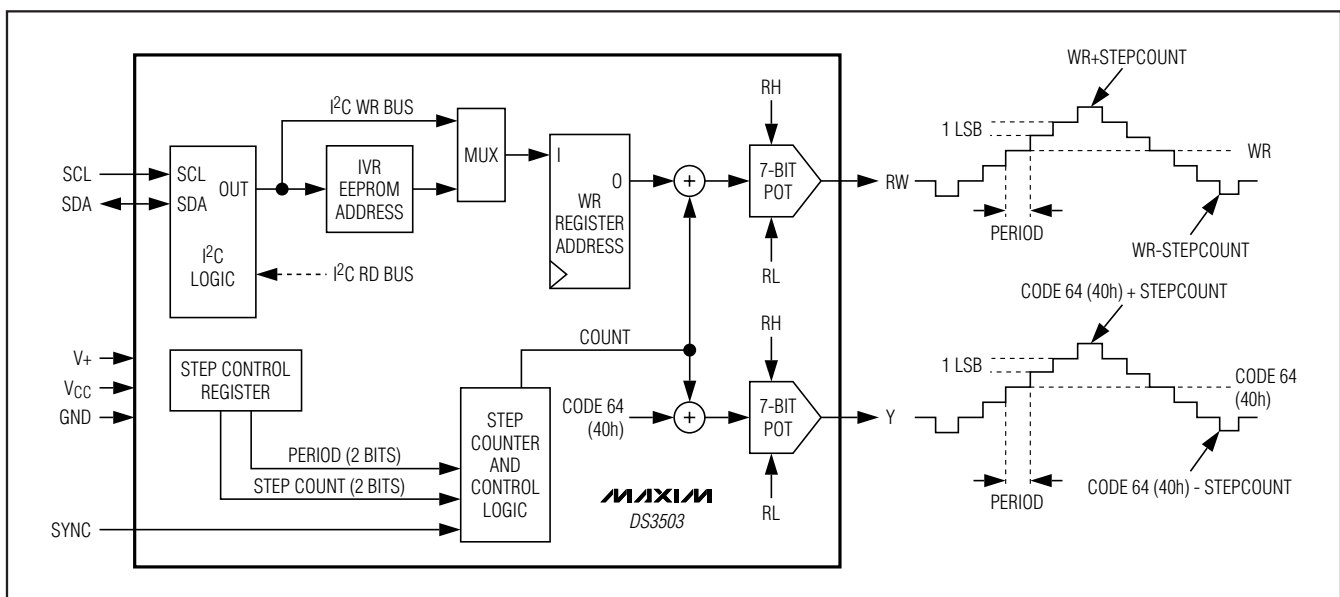 SCL
SDA
V+
VCC
GND
SYNC
SCL
SDA
OUT
I2C
LOGIC
I2C WR BUS
IVR
EEPROM
ADDRESS
I2C RD BUS
MUX
I
O
WR
REGISTER
ADDRESS
+
RH
7-BIT
POT
RL
RW
STEP CONTROL
REGISTER
PERIOD (2 BITS)
STEP COUNT (2 BITS)
COUNT
STEP
COUNTER
AND
CONTROL
LOGIC
CODE 64
(40h)
+
RH
7-BIT
POT
RL
Y
MAXIM
DS3503
WR+STEPCOUNT
1 LSB
WR
PERIOD
WR-STEPCOUNT
CODE 64 (40h) + STEPCOUNT
1 LSB
CODE 64
(40h)
PERIOD
CODE 64 (40h) - STEPCOUNT